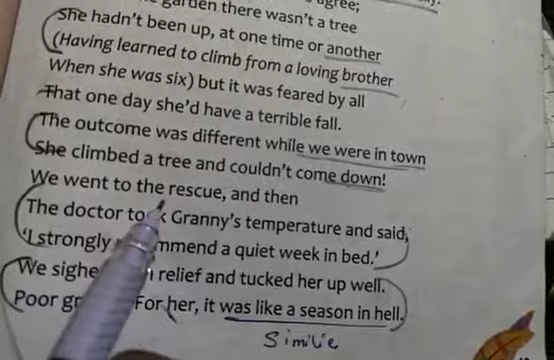 agree;
garden there wasn't a tree
She hadn't been up, at one time or another
(Having learned to climb from a loving brother
When she was six) but it was feared by all
That one day she'd have a terrible fall.
The outcome was different while we were in town
She climbed a tree and couldn't come down!
We went to the rescue, and then
The doctor Granny's temperature and said,
'I strongly a quiet week in bed.'
We relief and tucked her up well.
Poor For her, it was like a season in hell.
Simile